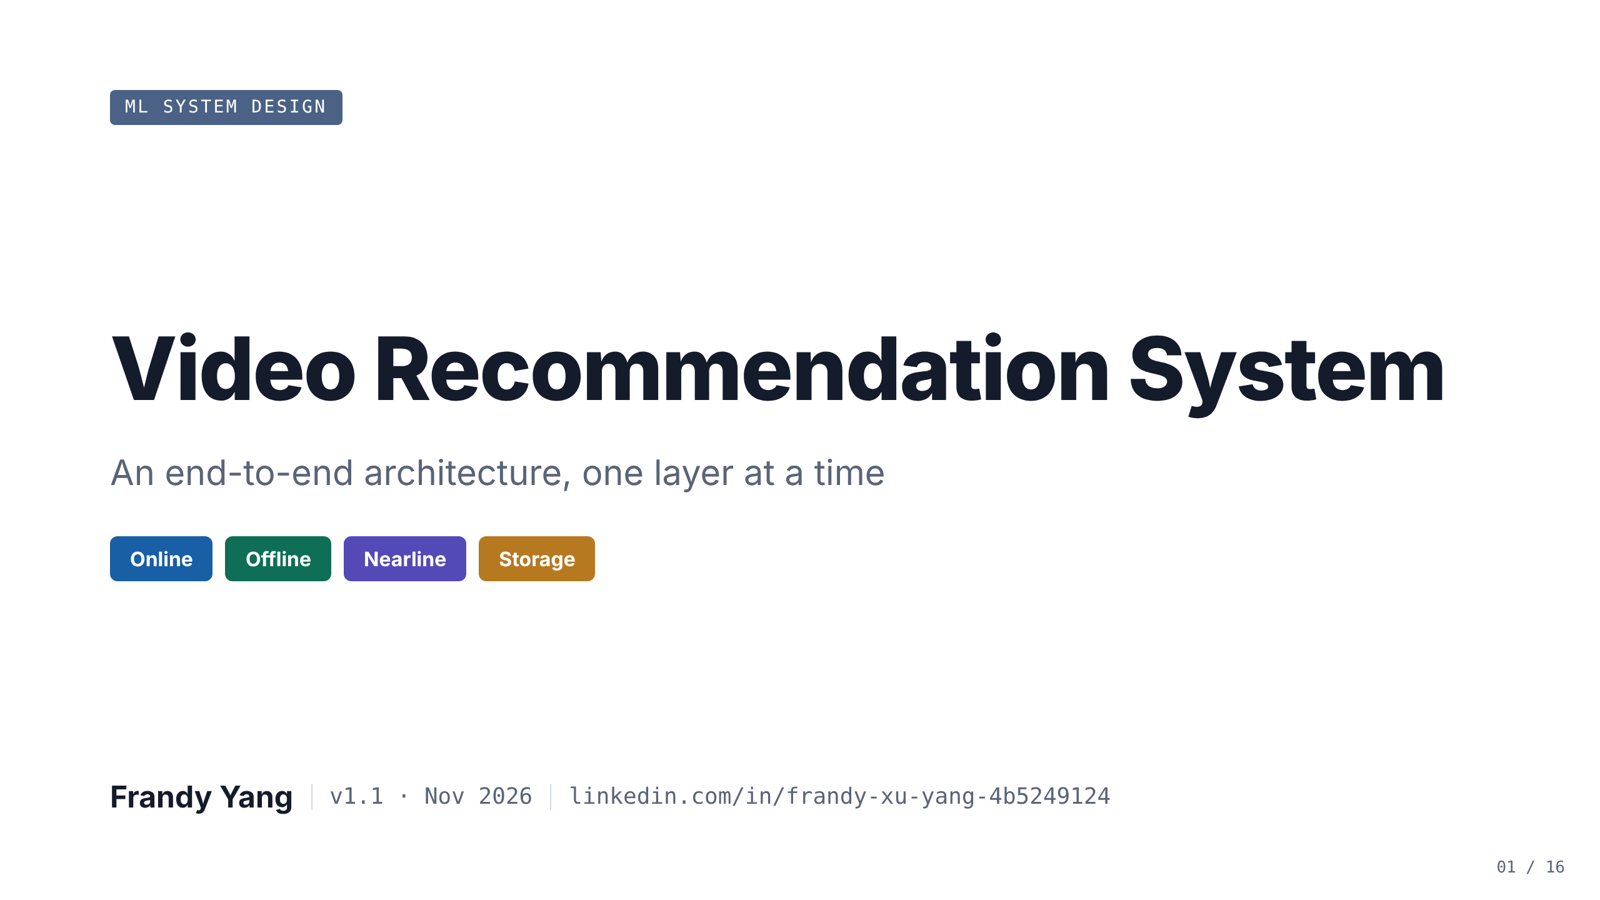 ML SYSTEM DESIGN
Video Recommendation System
An end-to-end architecture, one layer at a time
Online Offline Nearline Storage
Frandy Yang v1.1 · Nov 2026 linkedin.com/in/frandy-xu-yang-4b5249124
01 / 16